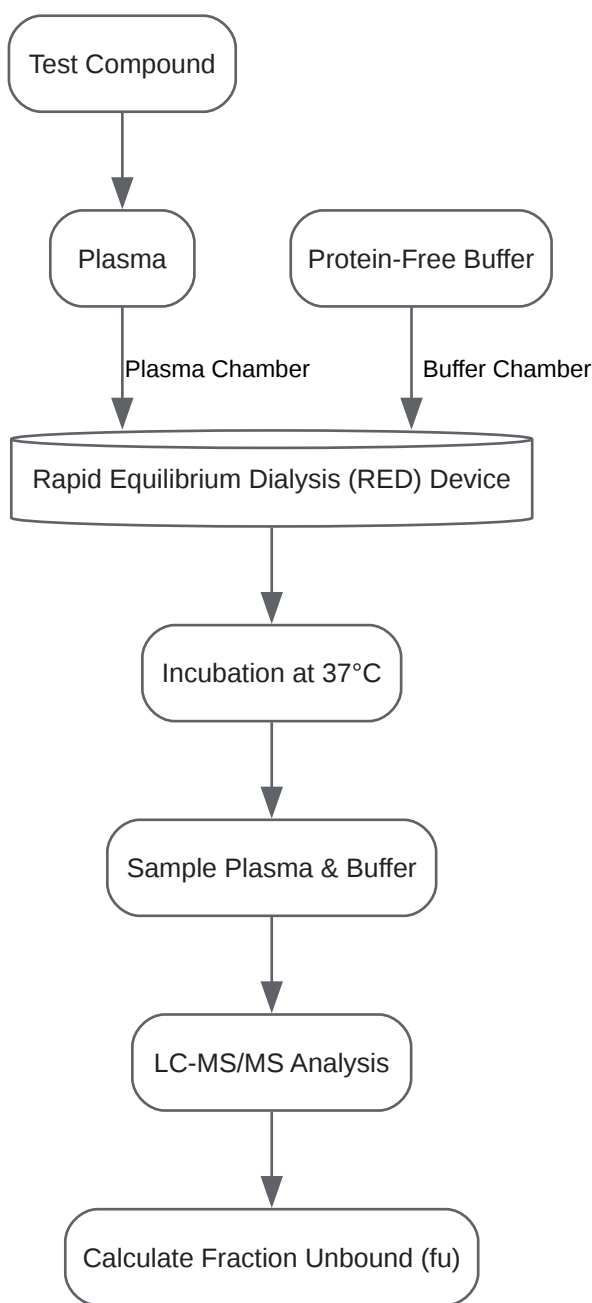 Test Compound
Plasma
Protein-Free Buffer
Plasma Chamber
Buffer Chamber
Rapid Equilibrium Dialysis (RED) Device
Incubation at 37°C
Sample Plasma & Buffer
LC-MS/MS Analysis
Calculate Fraction Unbound (fu)